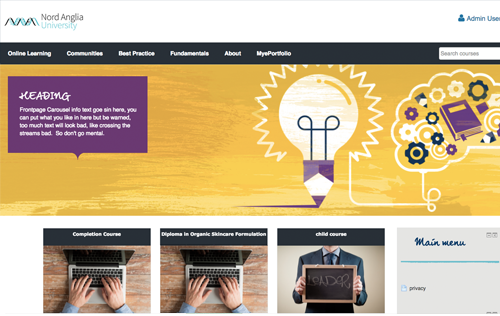 Nord Anglia
University
Admin User
Online Learning Communities Best Practice Fundamentals About MyePortfolio
Search courses
HEADING
Frontpage Carousel info text goe sin here, you
can put what you like in here but be warned,
too much text will look bad, like crossing the
streams bad. So don't go mental.
Completion Course
Diploma in Organic Skincare Formulation
child course
Main menu
privacy